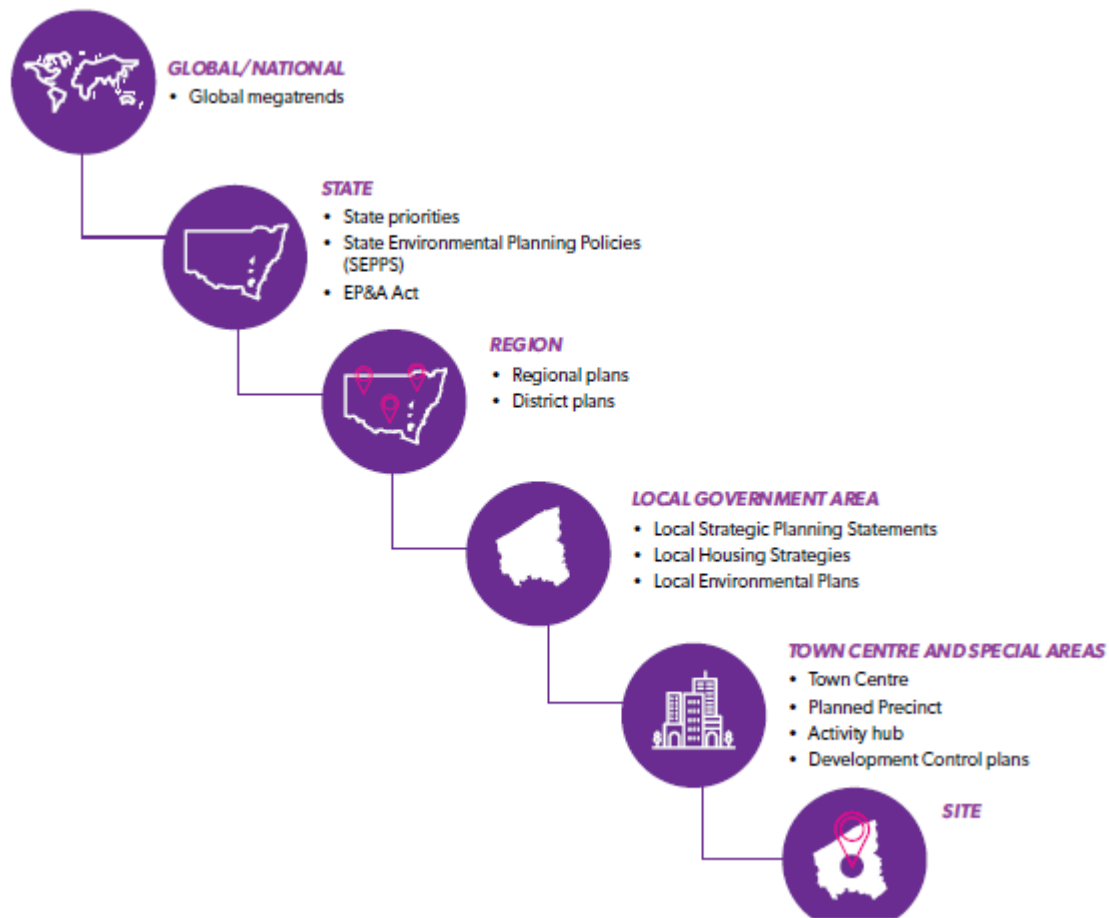 GLOBAL/NATIONAL
• Global megatrends
STATE
• State priorities
• State Environmental Planning Policies
(SEPPS)
• EP&A Act
REGION
• Regional plans
• District plans
LOCAL GOVERNMENT AREA
• Local Strategic Planning Statements
• Local Housing Strategies
• Local Environmental Plans
TOWN CENTRE AND SPECIAL AREAS
• Town Centre
• Planned Precinct
• Activity hub
• Development Control plans
SITE